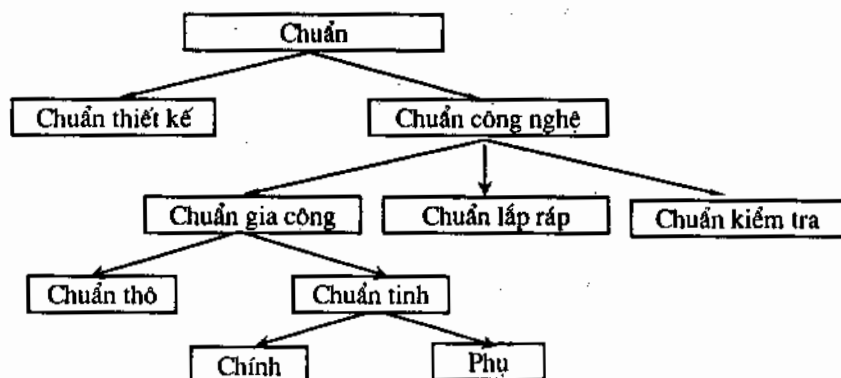 Chuẩn
Chuẩn thiết kế
Chuẩn công nghệ
Chuẩn gia công
Chuẩn lắp ráp
Chuẩn kiểm tra
Chuẩn thô
Chuẩn tinh
Chính
Phụ